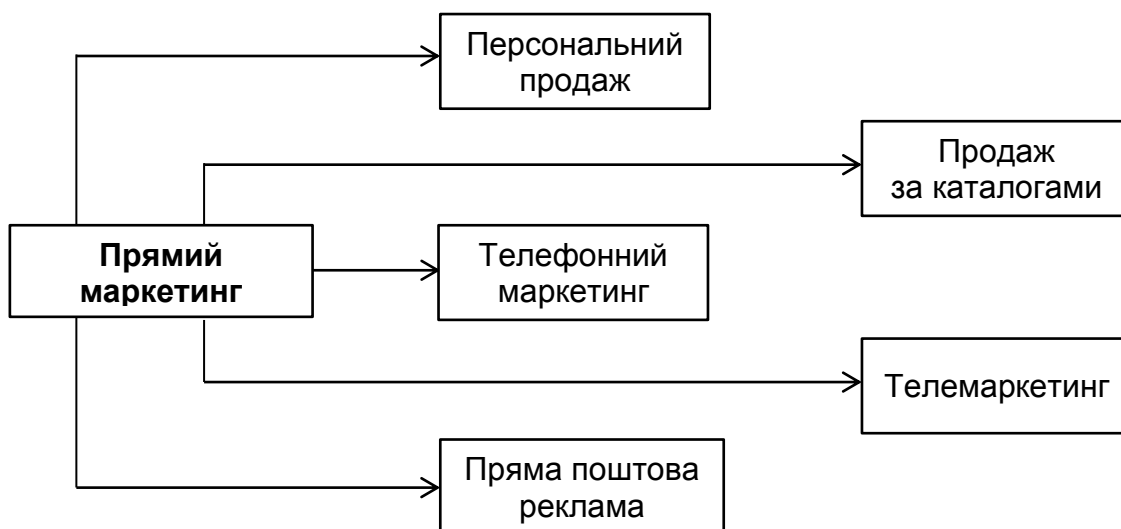 Персональний
продаж
Продаж
за каталогами
Прямий
маркетинг
Телефонний
маркетинг
Телемаркетинг
Пряма поштова
реклама